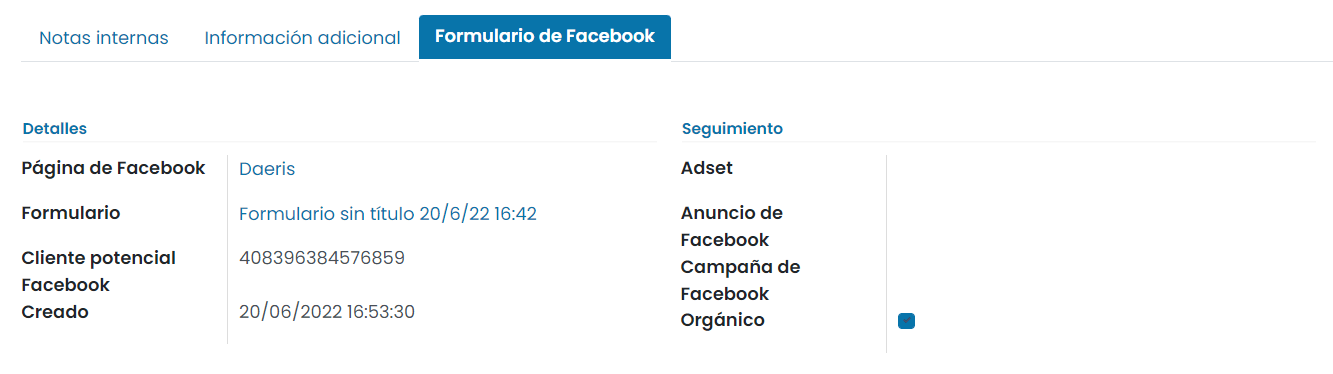 Notas internas Información adicional Formulario de Facebook
Detalles
Página de Facebook Daeris
Formulario Formulario sin título 20/6/22 16:42
Cliente potencial 408396384576859
Facebook
Creado 20/06/2022 16:53:30
Seguimiento
Adset
Anuncio de
Facebook
Campaña de
Facebook
Orgánico